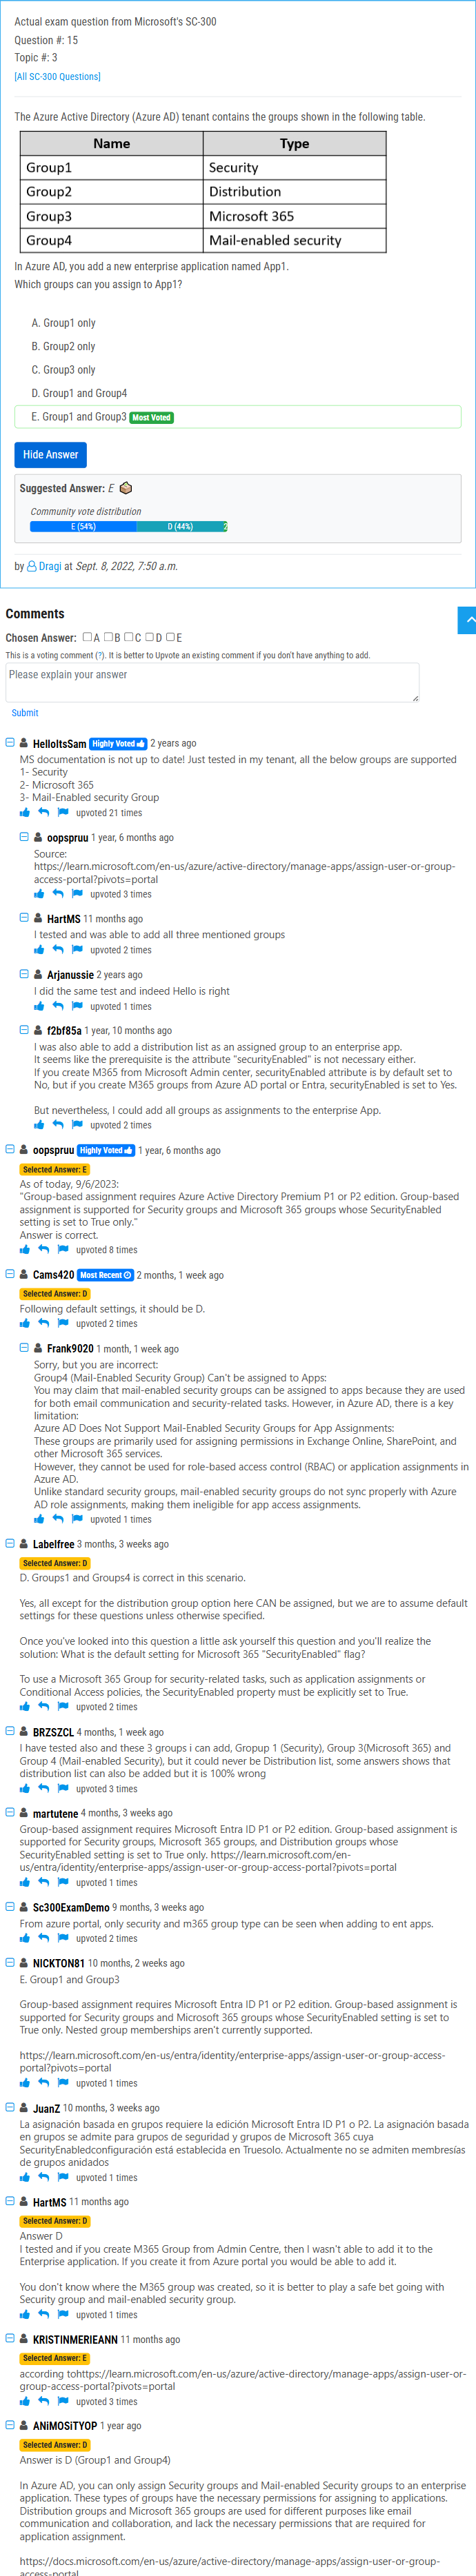 Actual exam question from Microsoft's SC-300
Question #: 15
Topic #: 3
[All SC-300 Questions]
The Azure Active Directory (Azure AD) tenant contains the groups shown in the following table.
Name Type
Group1 Security
Group2 Distribution
Group3 Microsoft 365
Group4 Mail-enabled security
In Azure AD, you add a new enterprise application named App1.
Which groups can you assign to App1?
A. Group1 only
B. Group2 only
C. Group3 only
D. Group1 and Group4
E. Group1 and Group3 Most Voted
Hide Answer
Suggested Answer: E
Community vote distribution
E (54%) D (44%) 2
by Dragi at Sept. 8, 2022, 7:50 a.m.
Comments
Chosen Answer: A B C D E
This is a voting comment (?). It is better to Upvote an existing comment if you don't have anything to add.
Please explain your answer
Submit
HelloItsSam Highly Voted 2 years ago
MS documentation is not up to date! Just tested in my tenant, all the below groups are supported
1- Security
2- Microsoft 365
3- Mail-Enabled security Group
upvoted 21 times
oopspruu 1 year, 6 months ago
Source:
https://learn.microsoft.com/en-us/azure/active-directory/manage-apps/assign-user-or-group-
access-portal?pivots=portal
upvoted 3 times
HartMS 11 months ago
I tested and was able to add all three mentioned groups
upvoted 2 times
Arjanussie 2 years ago
I did the same test and indeed Hello is right
upvoted 1 times
f2bf85a 1 year, 10 months ago
I was also able to add a distribution list as an assigned group to an enterprise app.
It seems like the prerequisite is the attribute "securityEnabled" is not necessary either.
If you create M365 from Microsoft Admin center, securityEnabled attribute is by default set to
No, but if you create M365 groups from Azure AD portal or Entra, securityEnabled is set to Yes.
But nevertheless, I could add all groups as assignments to the enterprise App.
upvoted 2 times
oopspruu Highly Voted 1 year, 6 months ago
Selected Answer: E
As of today, 9/6/2023:
"Group-based assignment requires Azure Active Directory Premium P1 or P2 edition. Group-based
assignment is supported for Security groups and Microsoft 365 groups whose SecurityEnabled
setting is set to True only."
Answer is correct.
upvoted 8 times
Cams420 Most Recent 2 months, 1 week ago
Selected Answer: D
Following default settings, it should be D.
upvoted 2 times
Frank9020 1 month, 1 week ago
Sorry, but you are incorrect:
Group4 (Mail-Enabled Security Group) Can't be assigned to Apps:
You may claim that mail-enabled security groups can be assigned to apps because they are used
for both email communication and security-related tasks. However, in Azure AD, there is a key
limitation:
Azure AD Does Not Support Mail-Enabled Security Groups for App Assignments:
These groups are primarily used for assigning permissions in Exchange Online, SharePoint, and
other Microsoft 365 services.
However, they cannot be used for role-based access control (RBAC) or application assignments in
Azure AD.
Unlike standard security groups, mail-enabled security groups do not sync properly with Azure
AD role assignments, making them ineligible for app access assignments.
upvoted 1 times
Labelfree 3 months, 3 weeks ago
Selected Answer: D
D. Groups1 and Groups4 is correct in this scenario.
Yes, all except for the distribution group option here CAN be assigned, but we are to assume default
settings for these questions unless otherwise specified.
Once you've looked into this question a little ask yourself this question and you'll realize the
solution: What is the default setting for Microsoft 365 "SecurityEnabled" flag?
To use a Microsoft 365 Group for security-related tasks, such as application assignments or
Conditional Access policies, the SecurityEnabled property must be explicitly set to True.
upvoted 2 times
BRZSZCL 4 months, 1 week ago
I have tested also and these 3 groups i can add, Gropup 1 (Security), Group 3(Microsoft 365) and
Group 4 (Mail-enabled Security), but it could never be Distribution list, some answers shows that
distribution list can also be added but it is 100% wrong
upvoted 3 times
martutene 4 months, 3 weeks ago
Group-based assignment requires Microsoft Entra ID P1 or P2 edition. Group-based assignment is
supported for Security groups, Microsoft 365 groups, and Distribution groups whose
SecurityEnabled setting is set to True only. https://learn.microsoft.com/en-
us/entra/identity/enterprise-apps/assign-user-or-group-access-portal?pivots=portal
upvoted 1 times
Sc300ExamDemo 9 months, 3 weeks ago
From azure portal, only security and m365 group type can be seen when adding to ent apps.
upvoted 2 times
NICKTON81 10 months, 2 weeks ago
E. Group1 and Group3
Group-based assignment requires Microsoft Entra ID P1 or P2 edition. Group-based assignment is
supported for Security groups and Microsoft 365 groups whose SecurityEnabled setting is set to
True only. Nested group memberships aren't currently supported.
https://learn.microsoft.com/en-us/entra/identity/enterprise-apps/assign-user-or-group-access-
portal?pivots=portal
upvoted 1 times
JuanZ 10 months, 3 weeks ago
La asignación basada en grupos requiere la edición Microsoft Entra ID P1 o P2. La asignación basada
en grupos se admite para grupos de seguridad y grupos de Microsoft 365 cuya
SecurityEnabledconfiguración está establecida en Truesolo. Actualmente no se admiten membresías
de grupos anidados
upvoted 1 times
HartMS 11 months ago
Selected Answer: D
Answer D
I tested and if you create M365 Group from Admin Centre, then I wasn't able to add it to the
Enterprise application. If you create it from Azure portal you would be able to add it.
You don't know where the M365 group was created, so it is better to play a safe bet going with
Security group and mail-enabled security group.
upvoted 1 times
KRISTINMERIEANN 11 months ago
Selected Answer: E
according tohttps://learn.microsoft.com/en-us/azure/active-directory/manage-apps/assign-user-or-
group-access-portal?pivots=portal
upvoted 3 times
ANiMOSiTYOP 1 year ago
Selected Answer: D
Answer is D (Group1 and Group4)
In Azure AD, you can only assign Security groups and Mail-enabled Security groups to an enterprise
application. These types of groups have the necessary permissions for assigning to applications.
Distribution groups and Microsoft 365 groups are used for different purposes like email
communication and collaboration, and lack the necessary permissions that are required for
application assignment.
https://docs.microsoft.com/en-us/azure/active-directory/manage-apps/assign-user-or-group-
access-portal